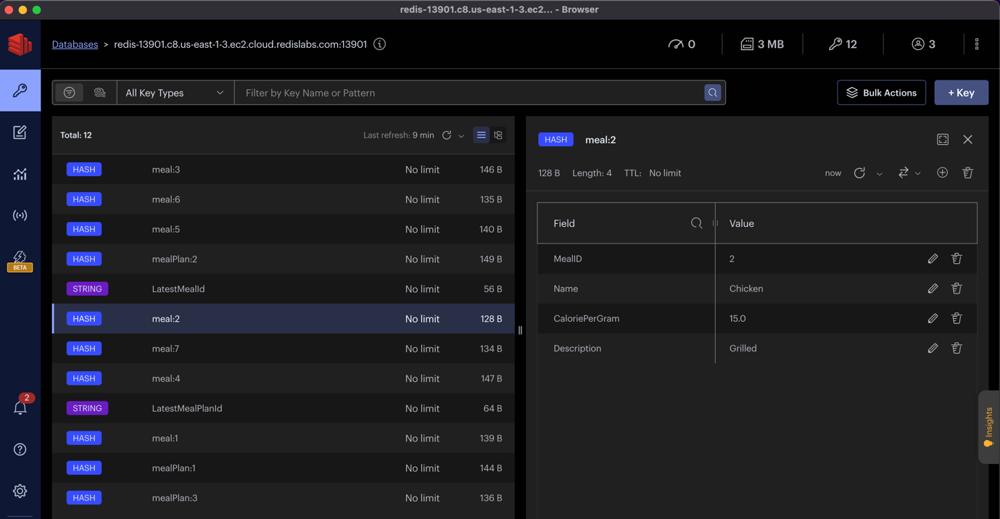 redis-13901.c8.us-east-1-3.ec2... - Browser
Databases > redis-13901.c8.us-east-1-3.ec2.cloud.redislabs.com:13901
0 3 MB 12 3
All Key Types Filter by Key Name or Pattern Bulk Actions + Key
Total: 12 Last refresh: 9 min
HASH meal:3 No limit 146 B
HASH meal:6 No limit 135 B
HASH meal:5 No limit 140 B
HASH mealPlan:2 No limit 149 B
STRING LatestMealId No limit 56 B
HASH meal:2 No limit 128 B
HASH meal:7 No limit 134 B
HASH meal:4 No limit 147 B
STRING LatestMealPlanId No limit 64 B
HASH meal:1 No limit 139 B
HASH mealPlan:1 No limit 144 B
HASH mealPlan:3 No limit 136 B
HASH meal:2
128 B Length: 4 TTL: No limit now
Field Value
MealID 2
Name Chicken
CaloriePerGram 15.0
Description Grilled
BETA
2
Insights